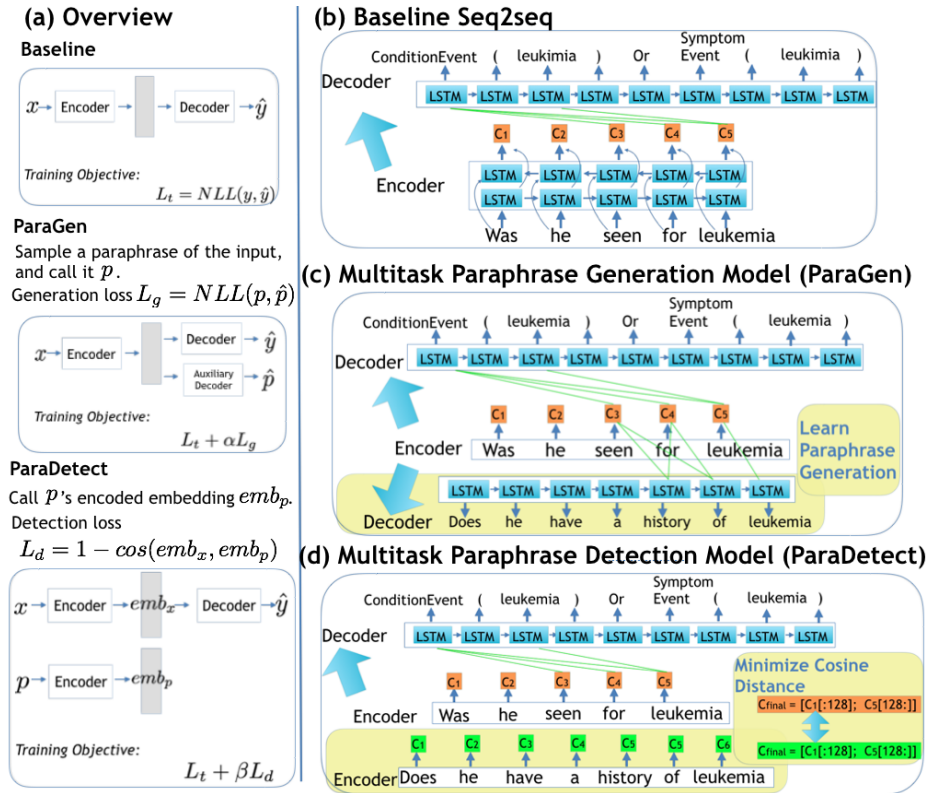 (a) Overview
Baseline
x Encoder Decoder ŷ
Training Objective:
L_t = NLL(y, ŷ)
ParaGen
Sample a paraphrase of the input,
and call it p.
Generation loss L_g = NLL(p, p̂)
x Encoder Decoder ŷ
Auxiliary
Decoder p̂
Training Objective:
L_t + αL_g
ParaDetect
Call p's encoded embedding emb_p.
Detection loss
L_d = 1 − cos(emb_x, emb_p)
x Encoder emb_x Decoder ŷ
p Encoder emb_p
Training Objective:
L_t + βL_d
(b) Baseline Seq2seq
Symptom
ConditionEvent ( leukimia ) Or Event ( leukimia )
Decoder
LSTM LSTM LSTM LSTM LSTM LSTM LSTM LSTM LSTM
C1 C2 C3 C4 C5
Encoder
LSTM LSTM LSTM LSTM LSTM
LSTM LSTM LSTM LSTM LSTM
Was he seen for leukemia
(c) Multitask Paraphrase Generation Model (ParaGen)
Symptom
ConditionEvent ( leukemia ) Or Event ( leukemia )
Decoder
LSTM LSTM LSTM LSTM LSTM LSTM LSTM LSTM LSTM
C1 C2 C3 C4 C5
Encoder
Was he seen for leukemia
Learn
Paraphrase
Generation
LSTM LSTM LSTM LSTM LSTM LSTM LSTM
Decoder
Does he have a history of leukemia
(d) Multitask Paraphrase Detection Model (ParaDetect)
Symptom
ConditionEvent ( leukemia ) Or Event ( leukemia )
Decoder
LSTM LSTM LSTM LSTM LSTM LSTM LSTM LSTM LSTM
C1 C2 C3 C4 C5
Encoder
Was he seen for leukemia
Minimize Cosine
Distance
Cfinal = [C1[:128]; C5[128:]]
Cfinal = [C1[:128]; C5[128:]]
C1 C2 C3 C4 C5 C5 C6
Encoder
Does he have a history of leukemia